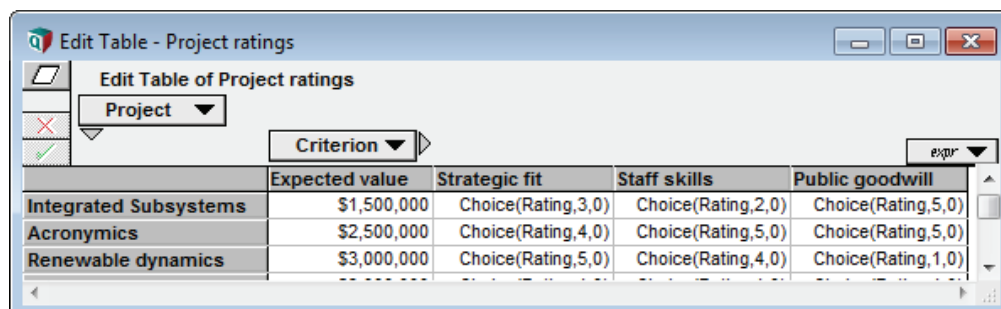 Edit Table - Project ratings
Edit Table of Project ratings
Project
Criterion
expr
Expected value Strategic fit Staff skills Public goodwill
Integrated Subsystems $1,500,000 Choice(Rating,3,0) Choice(Rating,2,0) Choice(Rating,5,0)
Acronymics $2,500,000 Choice(Rating,4,0) Choice(Rating,5,0) Choice(Rating,5,0)
Renewable dynamics $3,000,000 Choice(Rating,5,0) Choice(Rating,4,0) Choice(Rating,1,0)